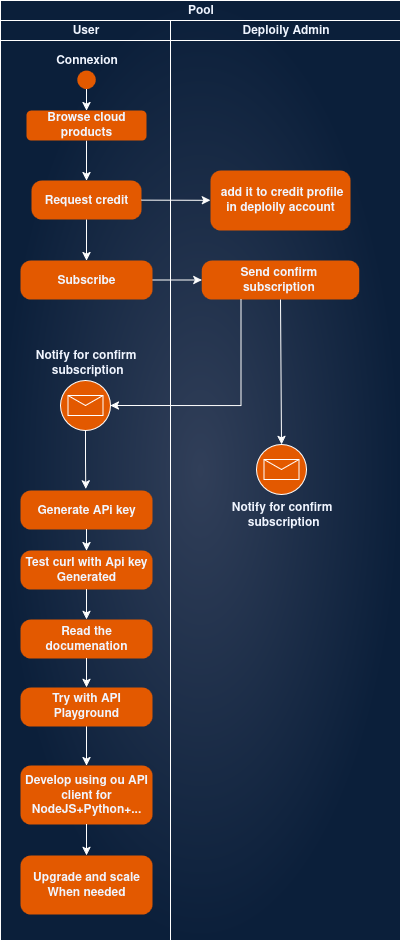 Pool
User
Deploily Admin
Connexion
Browse cloud
products
Request credit
add it to credit profile
in deploily account
Subscribe
Send confirm
subscription
Notify for confirm
subscription
Notify for confirm
subscription
Generate APi key
Test curl with Api key
Generated
Read the
documenation
Try with API
Playground
Develop using ou API
client for
NodeJS+Python+...
Upgrade and scale
When needed